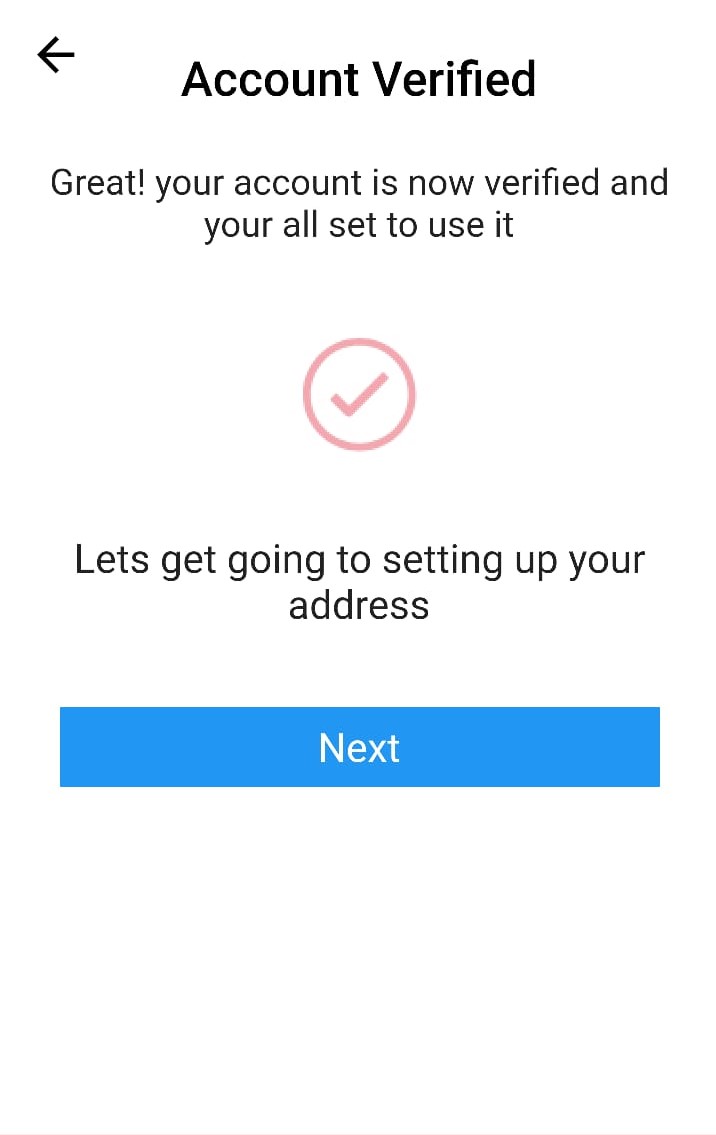 Account Verified
Great! your account is now verified and
your all set to use it
Lets get going to setting up your
address
Next